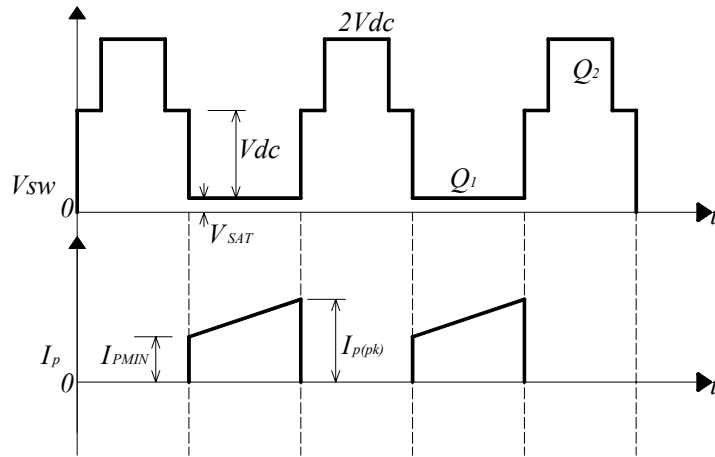 2Vdc
Q2
Vdc
Vsw
Q1
0
VSAT
t
Ip
IPMIN
Ip(pk)
0
t